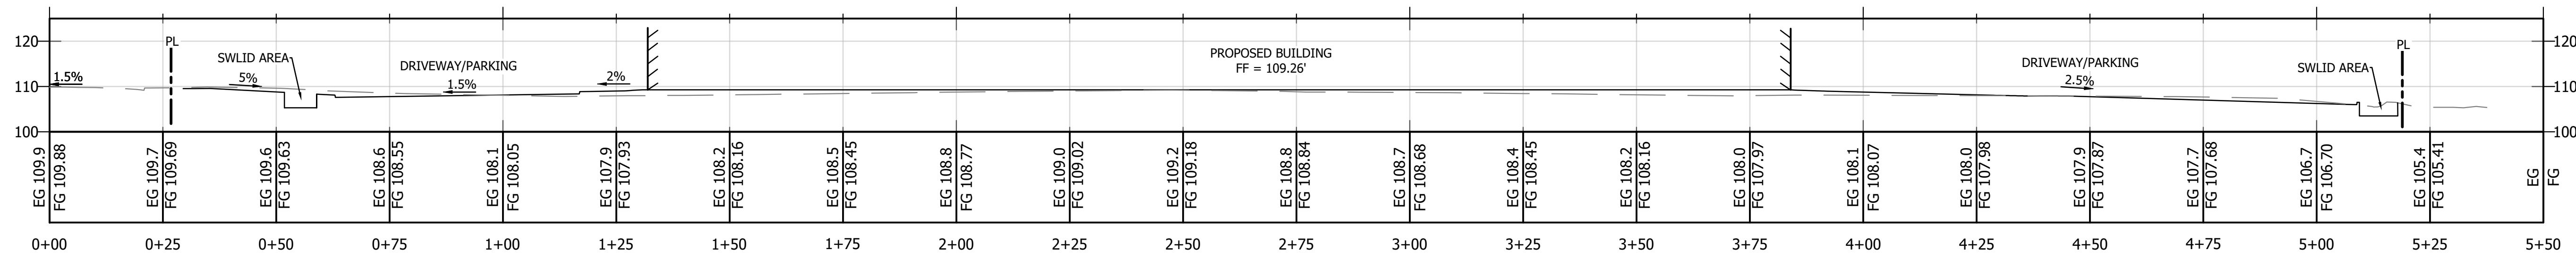 120
110
100
1.5%
PL
SWLID AREA
5%
DRIVEWAY/PARKING
1.5%
2%
PROPOSED BUILDING
FF = 109.26'
DRIVEWAY/PARKING
2.5%
SWLID AREA
PL
120
110
100
EG 109.9
FG 109.88
EG 109.7
FG 109.69
EG 109.6
FG 109.63
EG 108.6
FG 108.55
EG 108.1
FG 108.05
EG 107.9
FG 107.93
EG 108.2
FG 108.16
EG 108.5
FG 108.45
EG 108.8
FG 108.77
EG 109.0
FG 109.02
EG 109.2
FG 109.18
EG 108.8
FG 108.84
EG 108.7
FG 108.68
EG 108.4
FG 108.45
EG 108.2
FG 108.16
EG 108.0
FG 107.97
EG 108.1
FG 108.07
EG 108.0
FG 107.98
EG 107.9
FG 107.87
EG 107.7
FG 107.68
EG 106.7
FG 106.70
EG 105.4
FG 105.41
EG
FG
0+00
0+25
0+50
0+75
1+00
1+25
1+50
1+75
2+00
2+25
2+50
2+75
3+00
3+25
3+50
3+75
4+00
4+25
4+50
4+75
5+00
5+25
5+50